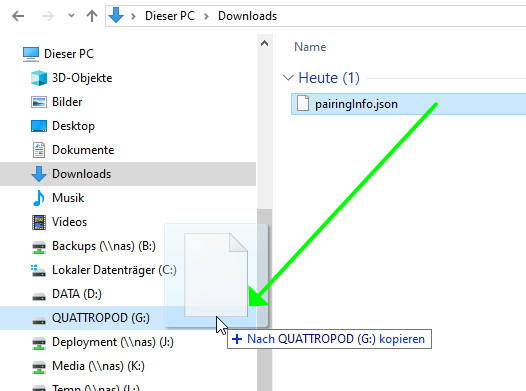 Dieser PC > Downloads
Name
Dieser PC
Heute (1)
3D-Objekte
pairingInfo.json
Bilder
Desktop
Dokumente
Downloads
Musik
Videos
Backups (\\nas) (B:)
Lokaler Datenträger (C:)
DATA (D:)
QUATTROPOD (G:)
Nach QUATTROPOD (G:) kopieren
Deployment (\\nas) (J:)
Media (\\nas) (K:)
Temp (\\nas) (L:)